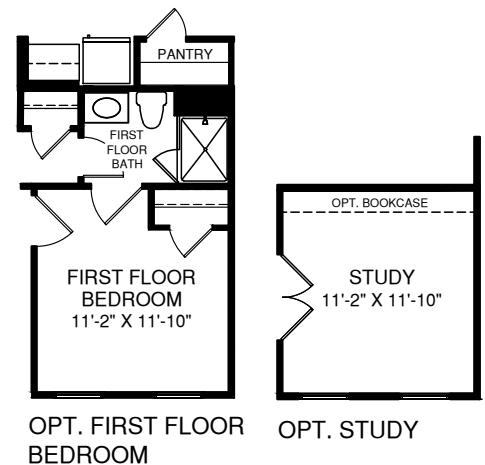 PANTRY
FIRST
FLOOR
BATH
FIRST FLOOR
BEDROOM
11'-2" X 11'-10"
OPT. FIRST FLOOR
BEDROOM
OPT. BOOKCASE
STUDY
11'-2" X 11'-10"
OPT. STUDY